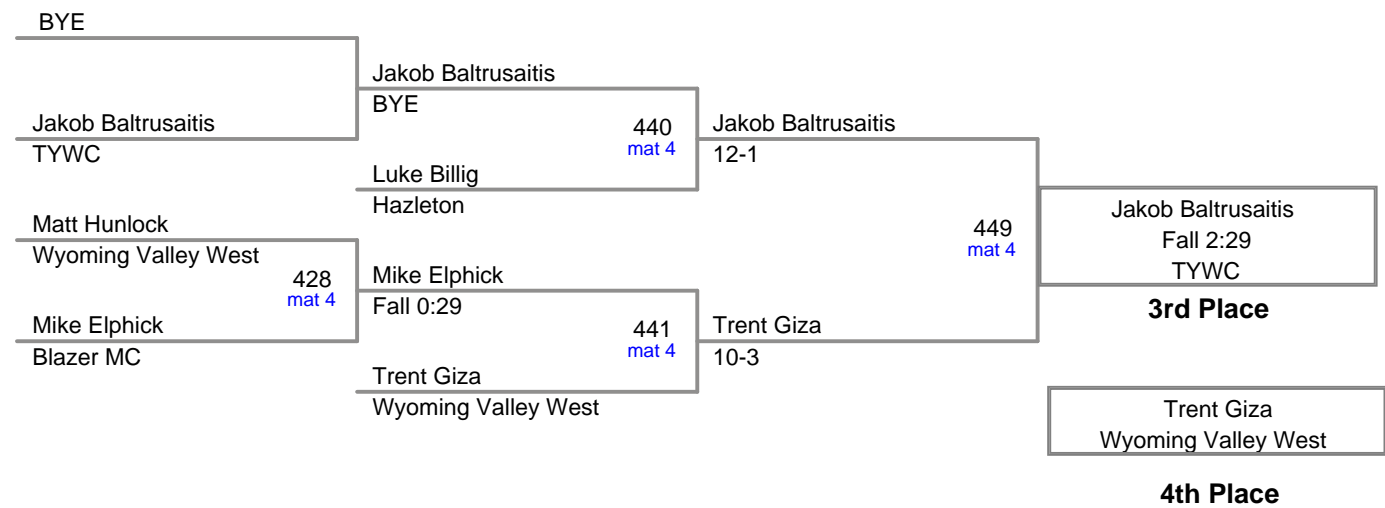 BYE
Jakob Baltrusaitis
BYE
Jakob Baltrusaitis
TYWC
440
mat 4
Jakob Baltrusaitis
12-1
Luke Billig
Hazleton
Matt Hunlock
Wyoming Valley West
428
mat 4
Mike Elphick
Fall 0:29
Mike Elphick
Blazer MC
441
mat 4
Trent Giza
10-3
Trent Giza
Wyoming Valley West
449
mat 4
Jakob Baltrusaitis
Fall 2:29
TYWC
3rd Place
Trent Giza
Wyoming Valley West
4th Place